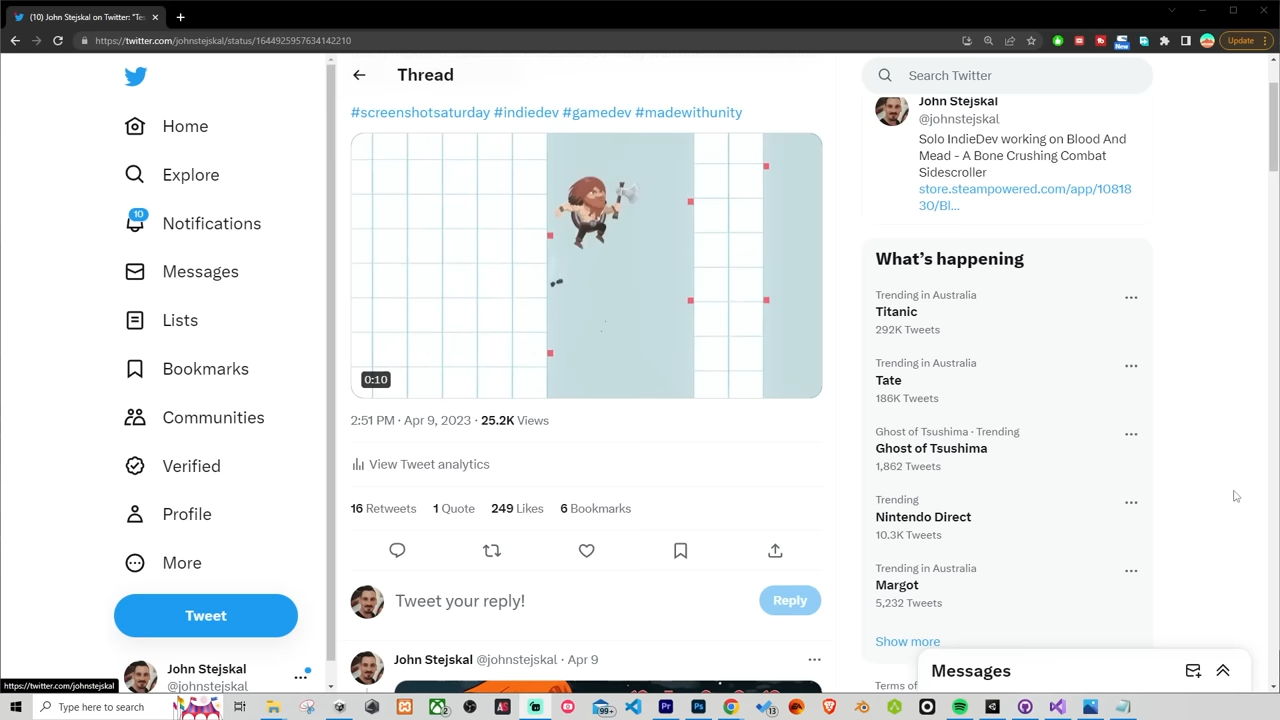 (10) John Stejskal on Twitter: "Te
Update
https://twitter.com/johnstejskal/status/1644925957634142210
New
Home
Explore
10
Notifications
Messages
Lists
Bookmarks
Communities
Verified
Profile
More
Tweet
John Stejskal
@johnstejskal
https://twitter.com/johnstejskal
Thread
#screenshotsaturday #indiedev #gamedev #madewithunity
0:10
2:51 PM · Apr 9, 2023 · 25.2K Views
View Tweet analytics
16 Retweets 1 Quote 249 Likes 6 Bookmarks
Tweet your reply!
Reply
John Stejskal @johnstejskal · Apr 9
Search Twitter
John Stejskal
@johnstejskal
Solo IndieDev working on Blood And
Mead - A Bone Crushing Combat
Sidescroller
store.steampowered.com/app/10818
30/Bl...
What's happening
Trending in Australia
Titanic
292K Tweets
Trending in Australia
Tate
186K Tweets
Ghost of Tsushima · Trending
Ghost of Tsushima
1,862 Tweets
Trending
Nintendo Direct
10.3K Tweets
Trending in Australia
Margot
5,232 Tweets
Show more
Terms of
Messages
Type here to search
99+
13